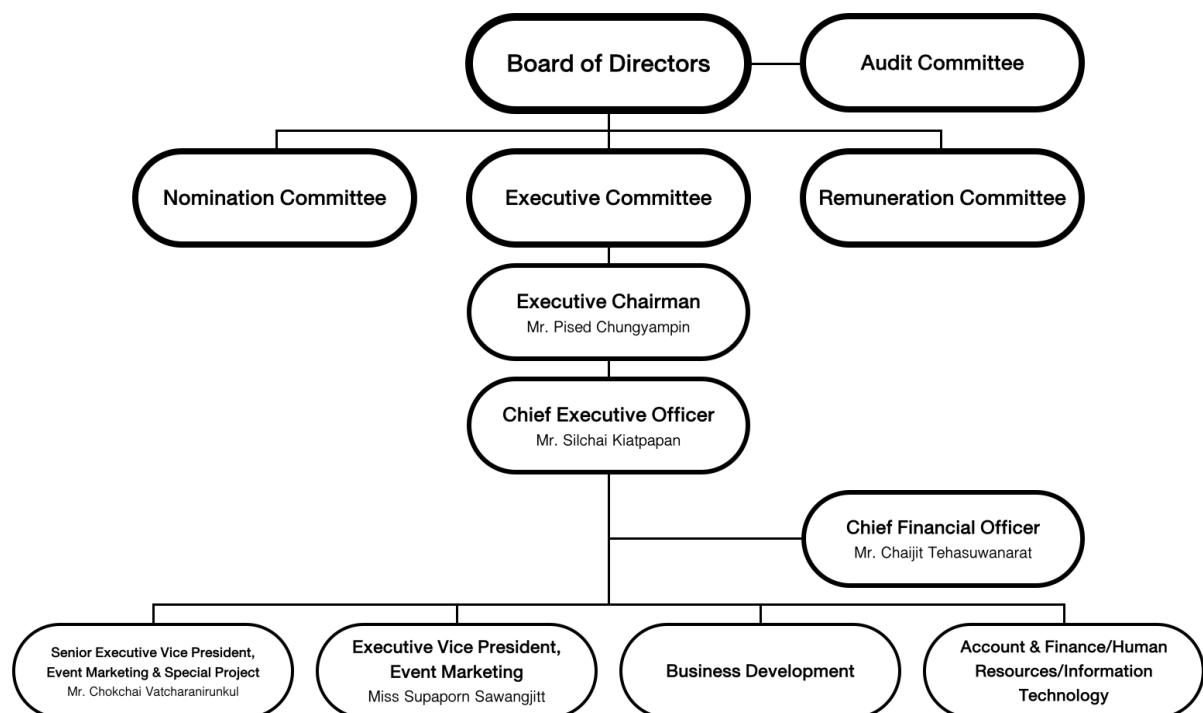 Board of Directors
Audit Committee
Nomination Committee
Executive Committee
Remuneration Committee
Executive Chairman
Mr. Pised Chungyampin
Chief Executive Officer
Mr. Silchai Kiatpapan
Chief Financial Officer
Mr. Chaijit Tehasuwanarat
Senior Executive Vice President,
Event Marketing & Special Project
Mr. Chokchai Vatcharanirunkul
Executive Vice President,
Event Marketing
Miss Supaporn Sawangjitt
Business Development
Account & Finance/Human
Resources/Information
Technology